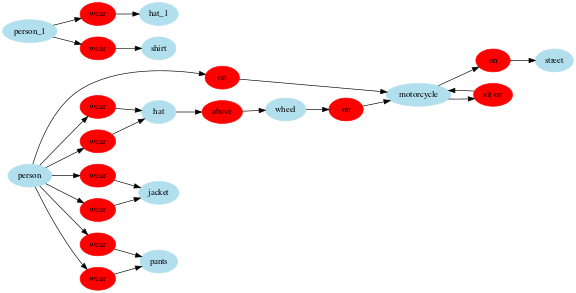 wear
hat_1
person_1
wear
shirt
on
street
on
motorcycle
sit on
wear
hat
above
wheel
on
wear
person
wear
jacket
wear
wear
pants
wear